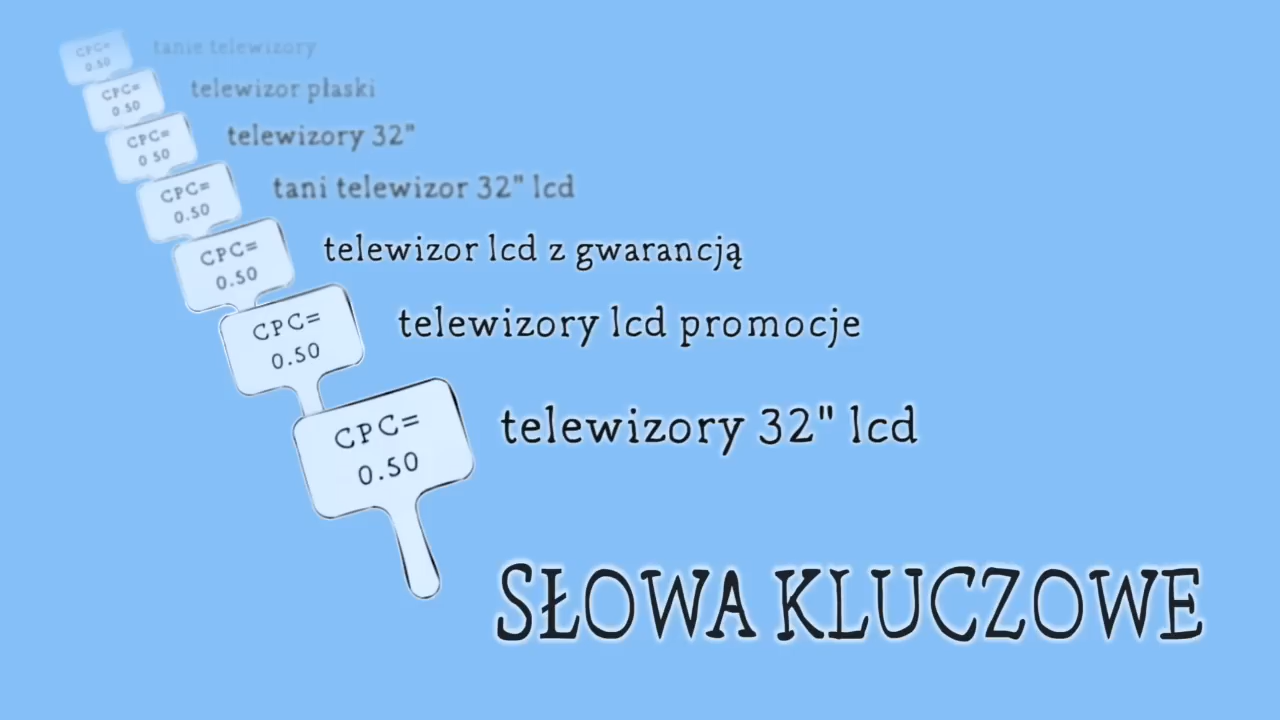 CPC=
0.50
tanie telewizory
CPC=
0.50
telewizor płaski
CPC=
0.50
telewizory 32"
CPC=
0.50
tani telewizor 32" lcd
CPC=
0.50
telewizor lcd z gwarancją
CPC=
0.50
telewizory lcd promocje
CPC=
0.50
telewizory 32" lcd
SŁOWA KLUCZOWE